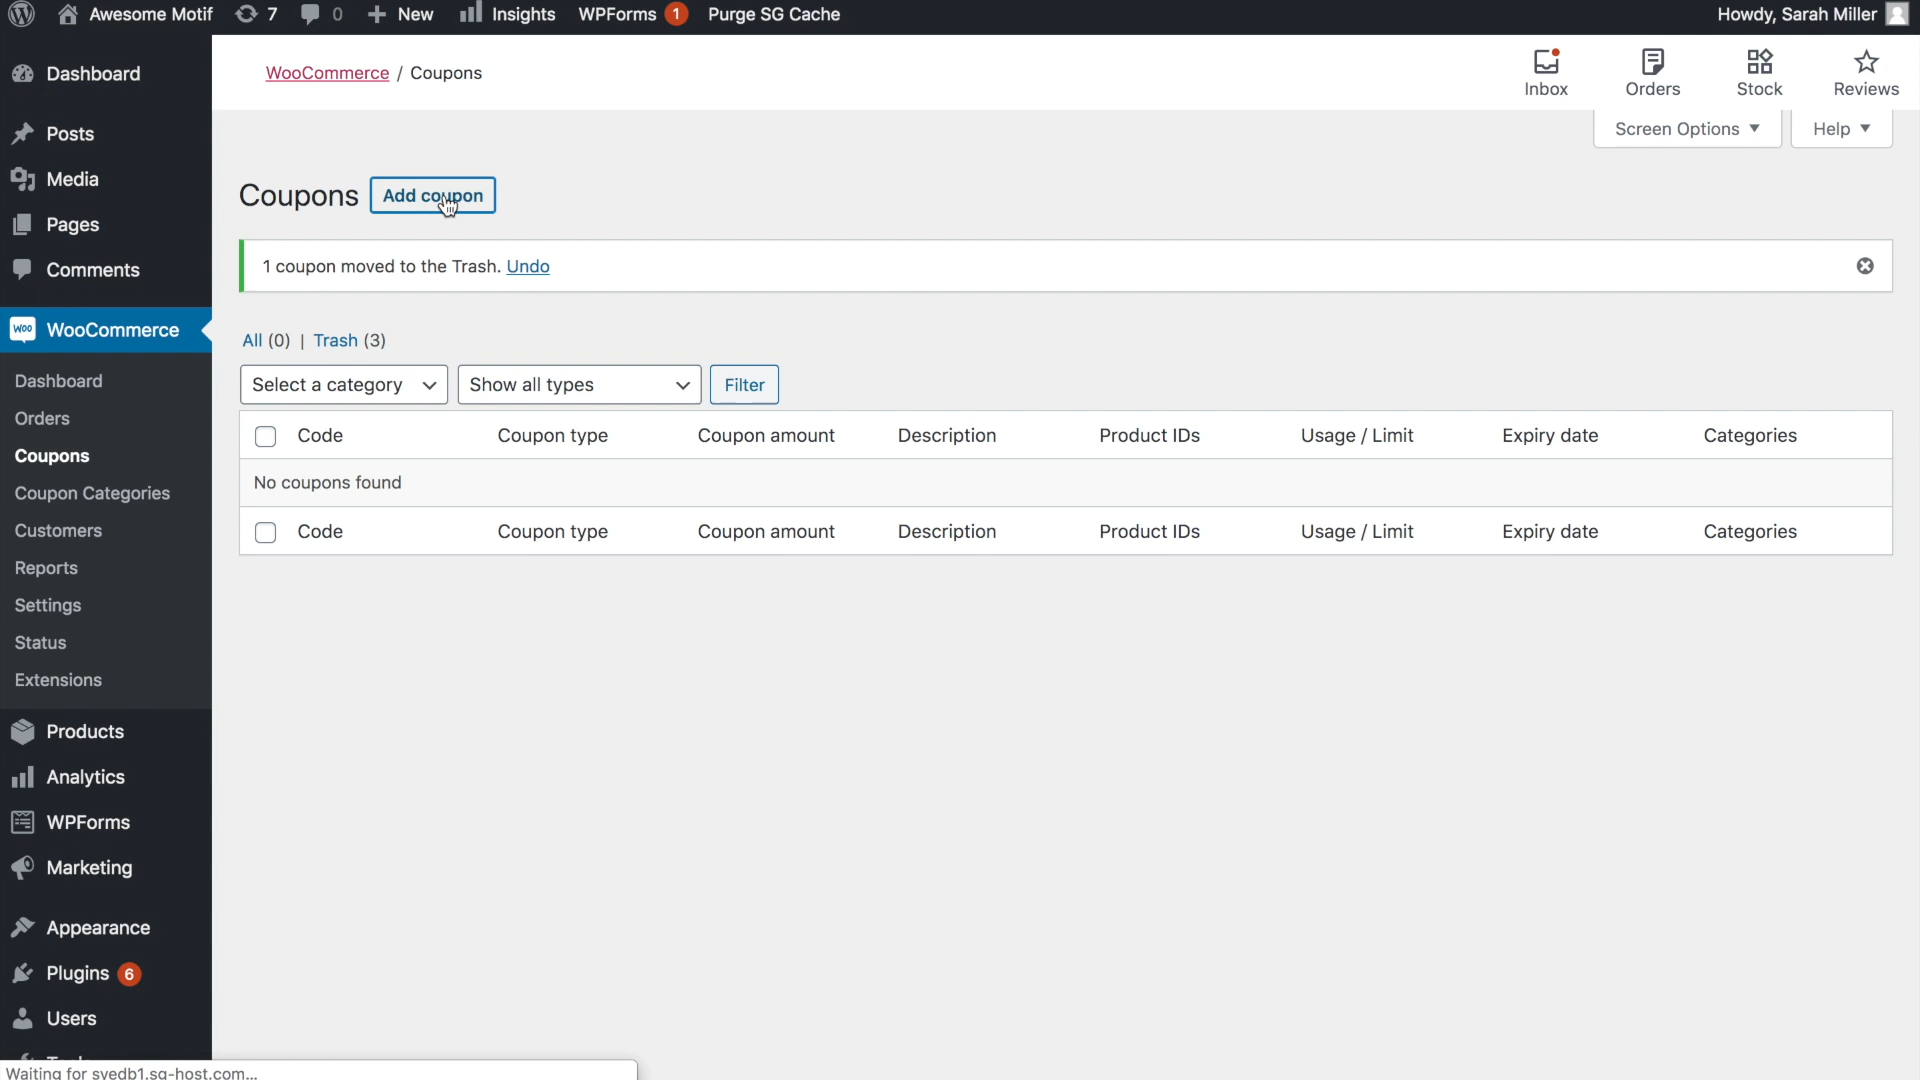 Awesome Motif 7 0 New Insights WPForms 1 Purge SG Cache Howdy, Sarah Miller
Dashboard
Posts
Media
Pages
Comments
woo WooCommerce
Dashboard
Orders
Coupons
Coupon Categories
Customers
Reports
Settings
Status
Extensions
Products
Analytics
WPForms
Marketing
Appearance
Plugins 6
Users
WooCommerce / Coupons
Inbox Orders Stock Reviews
Screen Options ▼ Help ▼
Coupons Add coupon
1 coupon moved to the Trash. Undo
All (0) | Trash (3)
Select a category Show all types Filter
Code Coupon type Coupon amount Description Product IDs Usage / Limit Expiry date Categories
No coupons found
Code Coupon type Coupon amount Description Product IDs Usage / Limit Expiry date Categories
Waiting for svedb1.sg-host.com...